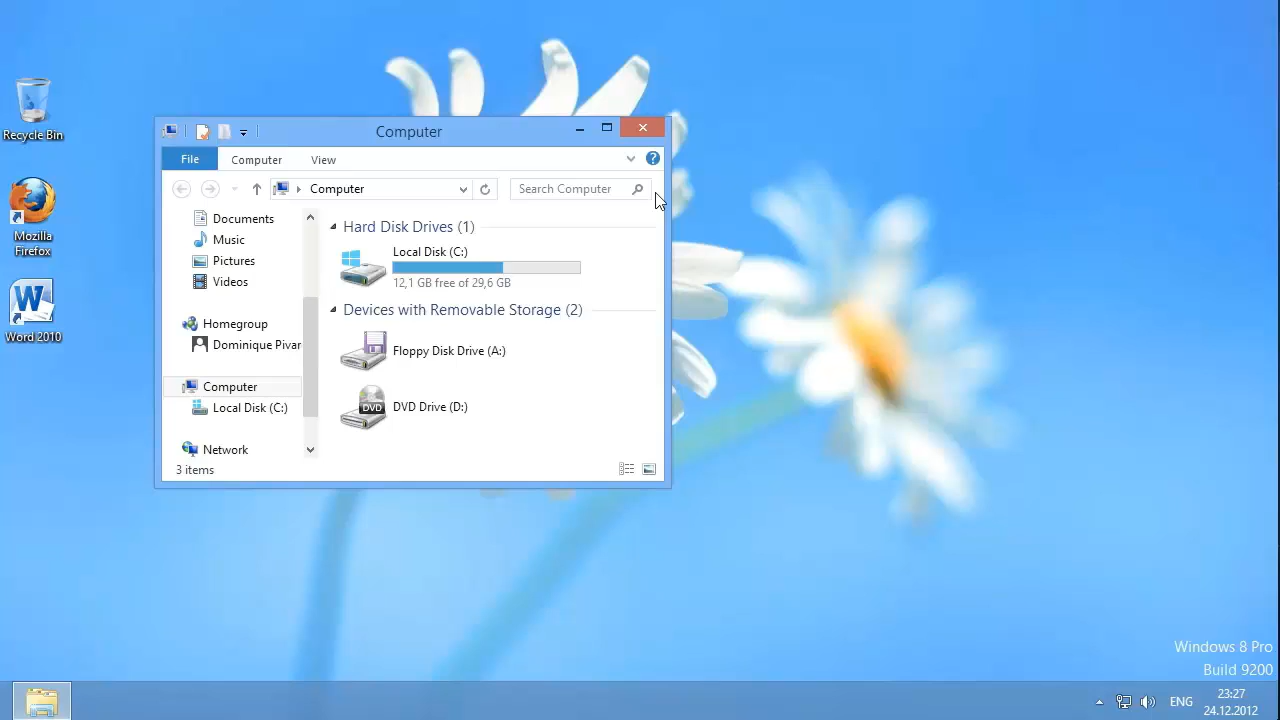 Recycle Bin
Mozilla
Firefox
Word 2010
Computer
File
Computer
View
Computer
Search Computer
Documents
Music
Pictures
Videos
Homegroup
Dominique Pivar
Computer
Local Disk (C:)
Network
Hard Disk Drives (1)
Local Disk (C:)
12,1 GB free of 29,6 GB
Devices with Removable Storage (2)
Floppy Disk Drive (A:)
DVD
DVD Drive (D:)
3 items
Windows 8 Pro
Build 9200
ENG
23:27
24.12.2012